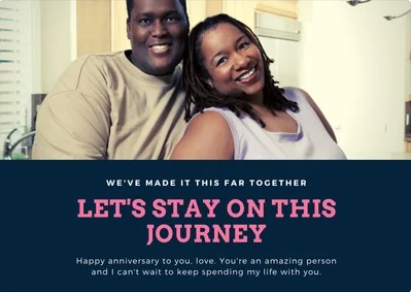 WE'VE MADE IT THIS FAR TOGETHER
LET'S STAY ON THIS
JOURNEY
Happy anniversary to you, love. You're an amazing person
and I can't wait to keep spending my life with you.